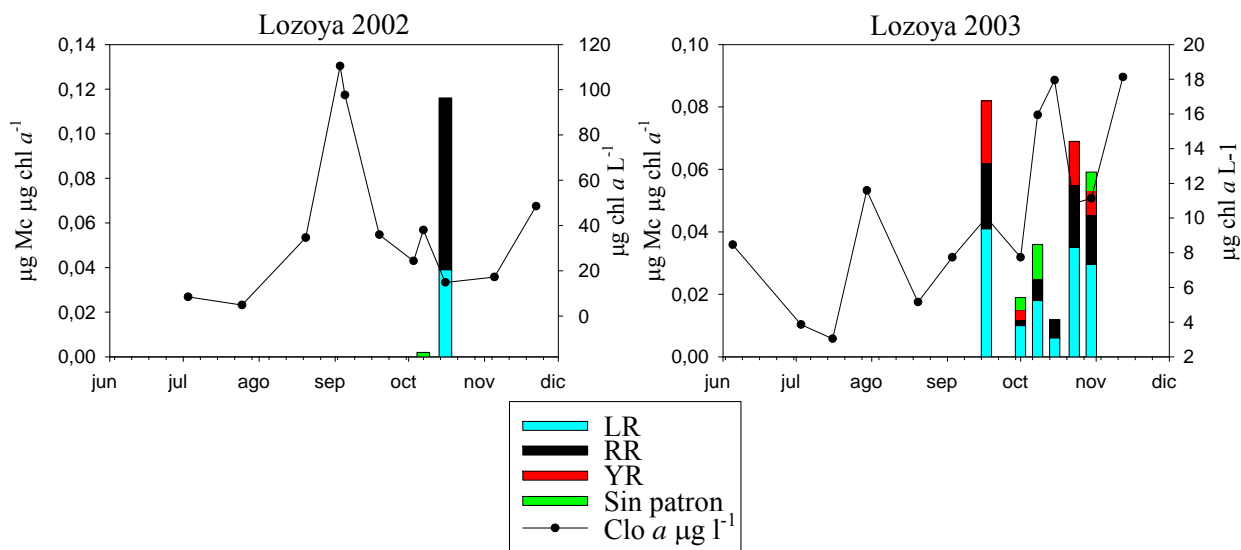 Lozoya 2002
0,14
0,12
0,10
0,08
0,06
0,04
0,02
0,00
µg Mc µg chl a⁻¹
120
100
80
60
40
20
0
µg chl a L⁻¹
jun jul ago sep oct nov dic
Lozoya 2003
0,10
0,08
0,06
0,04
0,02
0,00
µg Mc µg chl a⁻¹
20
18
16
14
12
10
8
6
4
2
µg chl a L-1
jun jul ago sep oct nov dic
LR
RR
YR
Sin patron
Clo a µg l⁻¹